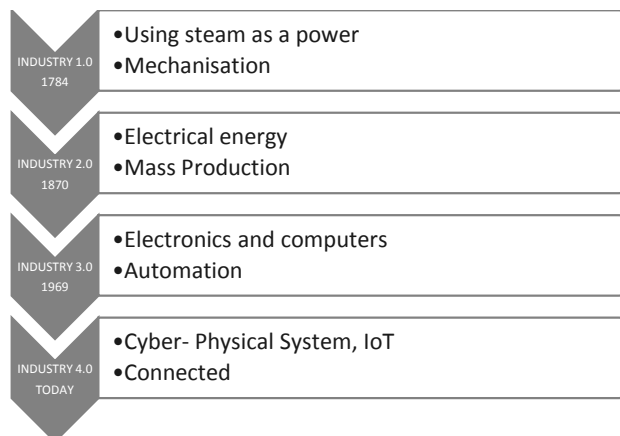 INDUSTRY 1.0
1784
•Using steam as a power
•Mechanisation
INDUSTRY 2.0
1870
•Electrical energy
•Mass Production
INDUSTRY 3.0
1969
•Electronics and computers
•Automation
INDUSTRY 4.0
TODAY
•Cyber- Physical System, IoT
•Connected